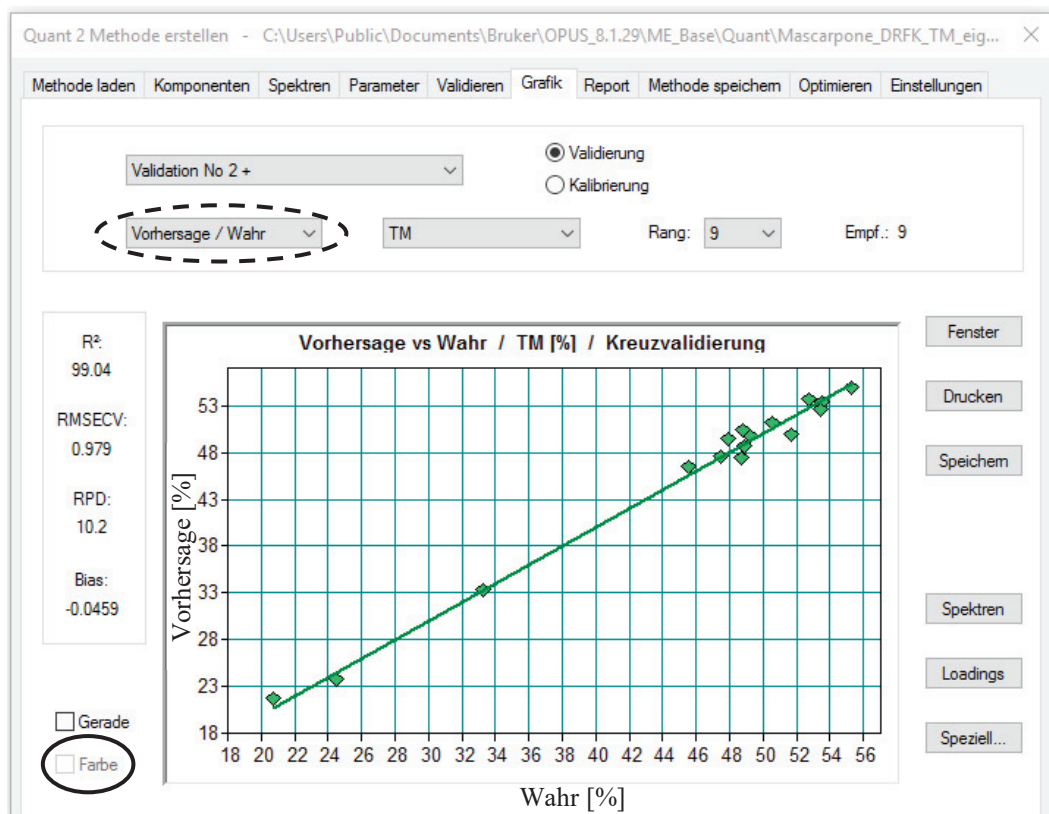 Quant 2 Methode erstellen - C:\Users\Public\Documents\Bruker\OPUS_8.1.29\ME_Base\Quant\Mascarpone_DRFK_TM_eig...
Methode laden Komponenten Spektren Parameter Validieren Grafik Report Methode speichern Optimieren Einstellungen
Validation No 2 +
Validierung
Kalibrierung
Vorhersage / Wahr
TM
Rang: 9
Empf.: 9
R²:
99.04
RMSECV:
0.979
RPD:
10.2
Bias:
-0.0459
Gerade
Farbe
Vorhersage vs Wahr / TM [%] / Kreuzvalidierung
Vorhersage [%]
53
48
43
38
33
28
23
18
18 20 22 24 26 28 30 32 34 36 38 40 42 44 46 48 50 52 54 56
Wahr [%]
Fenster
Drucken
Speichern
Spektren
Loadings
Speziell...